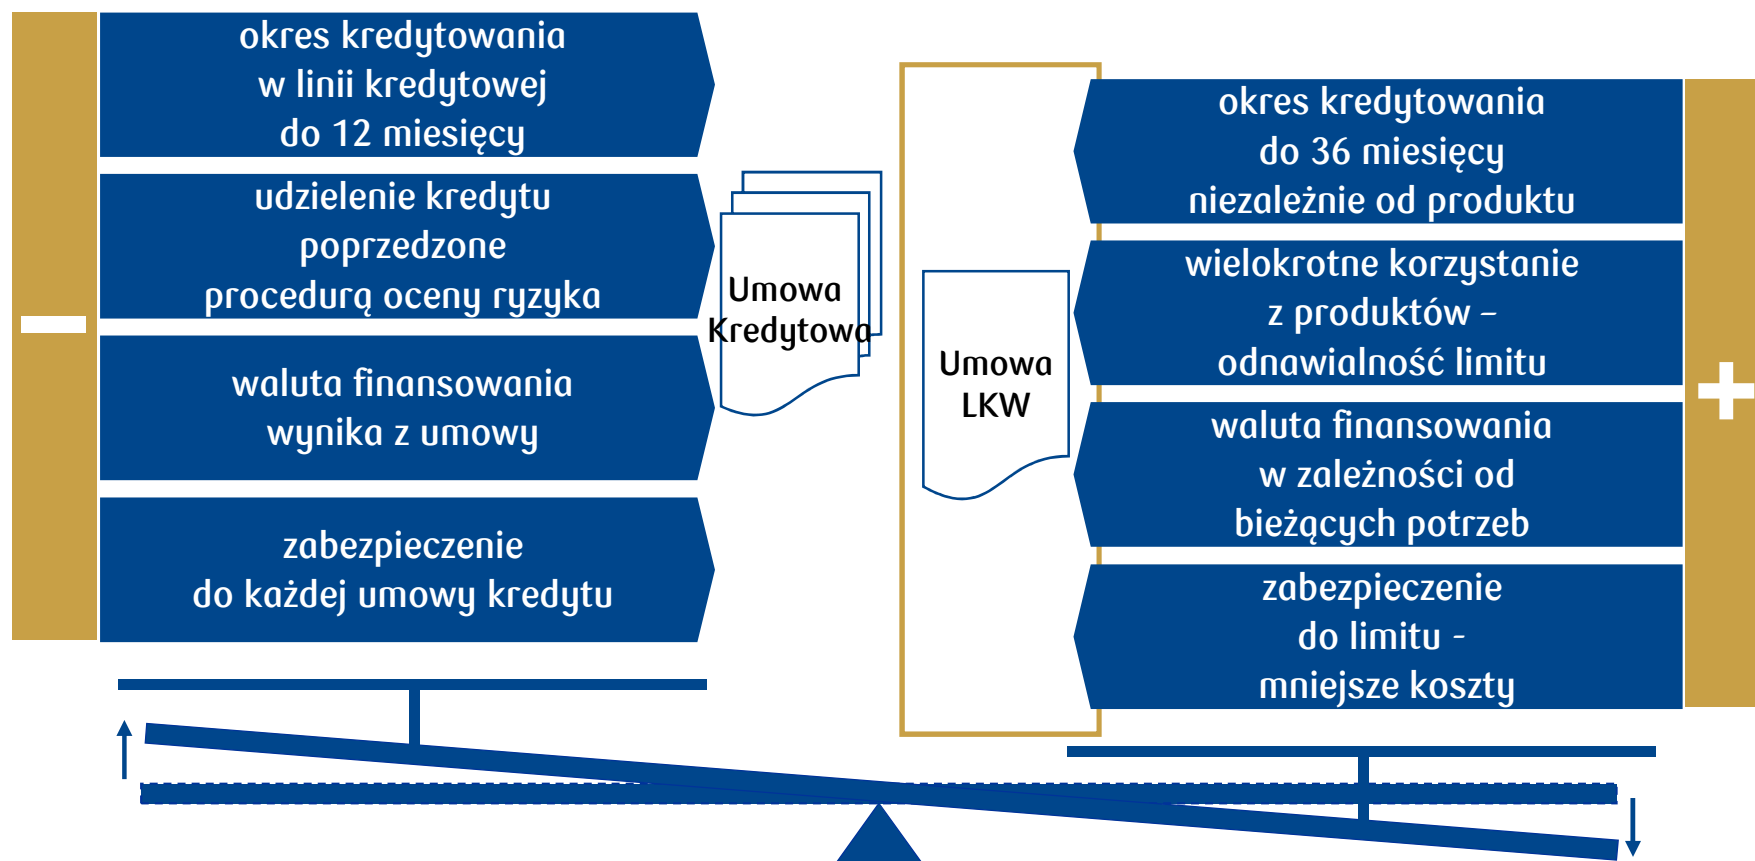 okres kredytowania
w linii kredytowej
do 12 miesięcy
udzielenie kredytu
poprzedzone
procedurą oceny ryzyka
waluta finansowania
wynika z umowy
zabezpieczenie
do każdej umowy kredytu
Umowa
Kredytowa
Umowa
LKW
okres kredytowania
do 36 miesięcy
niezależnie od produktu
wielokrotne korzystanie
z produktów –
odnawialność limitu
waluta finansowania
w zależności od
bieżących potrzeb
zabezpieczenie
do limitu -
mniejsze koszty